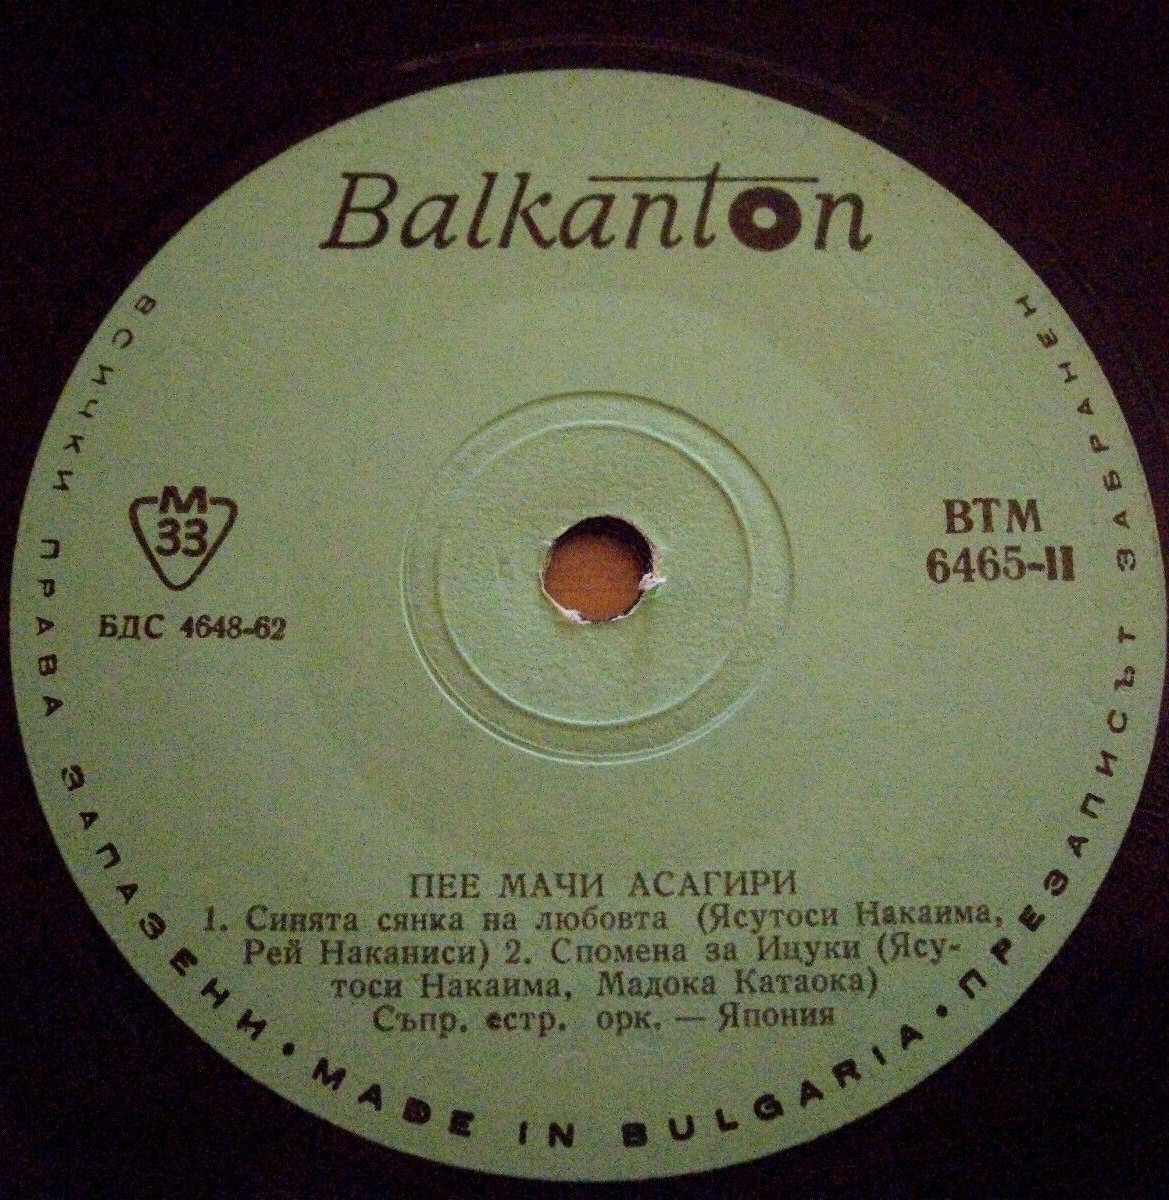 Balkanton
ВСИЧКИ ПРАВА ЗАПАЗЕНИ • MADE IN BULGARIA • ПРЕЗАПИСЪТ ЗАБРАНЕН
М
33
БДС 4648-62
ВТМ
6465-II
ПЕЕ МАЧИ АСАГИРИ
1. Синята сянка на любовта (Ясутоси Накаима,
Рей Наканиси) 2. Спомена за Ицуки (Ясу-
тоси Накаима, Мадока Катаока)
Съпр. естр. орк. — Япония